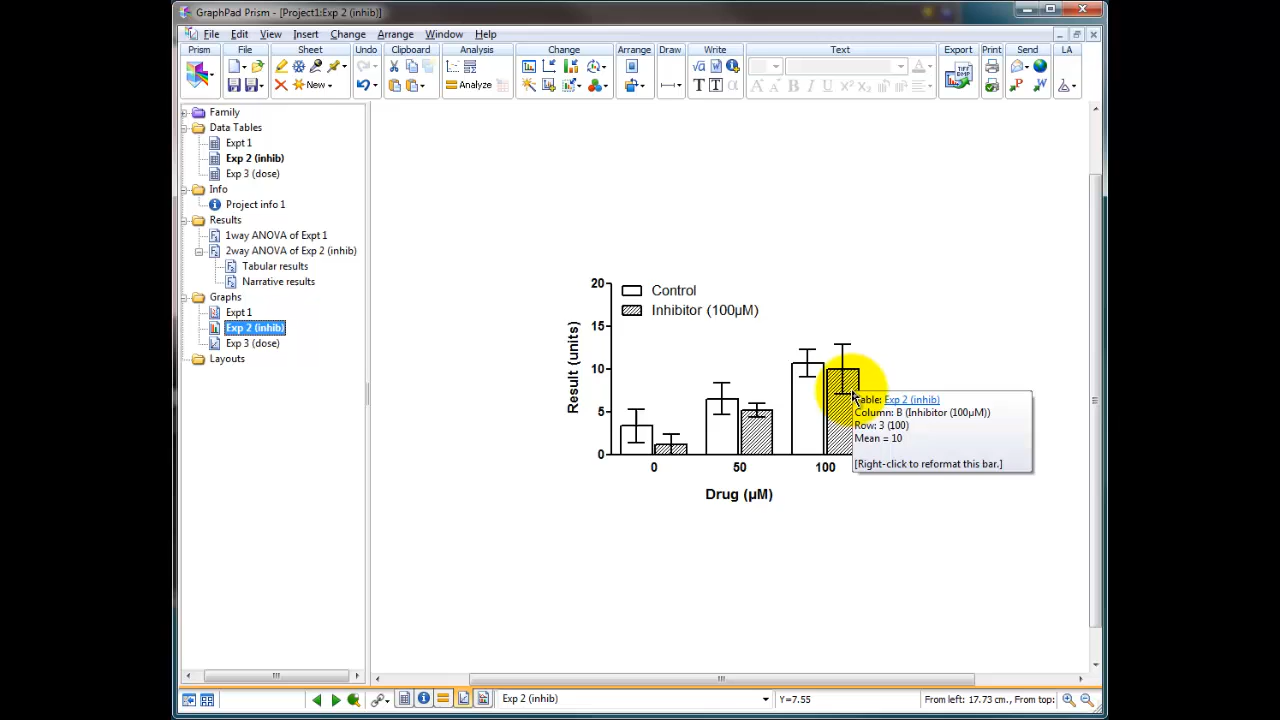 GraphPad Prism - [Project1:Exp 2 (inhib)]
File Edit View Insert Change Arrange Window Help
Prism File Sheet Undo Clipboard Analysis Change Arrange Draw Write Text Export Print Send LA
√α W
New Analyze T T α A A B I U X² X₂ P W
TIFF BMP
Family
Data Tables
Expt 1
Exp 2 (inhib)
Exp 3 (dose)
Info
Project info 1
Results
1way ANOVA of Expt 1
2way ANOVA of Exp 2 (inhib)
Tabular results
Narrative results
Graphs
Expt 1
Exp 2 (inhib)
Exp 3 (dose)
Layouts
20
15
10
5
0
Result (units)
Control
Inhibitor (100µM)
0 50 100
Drug (µM)
Table: Exp 2 (inhib)
Column: B (Inhibitor (100µM))
Row: 3 (100)
Mean = 10
[Right-click to reformat this bar.]
Exp 2 (inhib) Y=7.55 From left: 17.73 cm., From top: